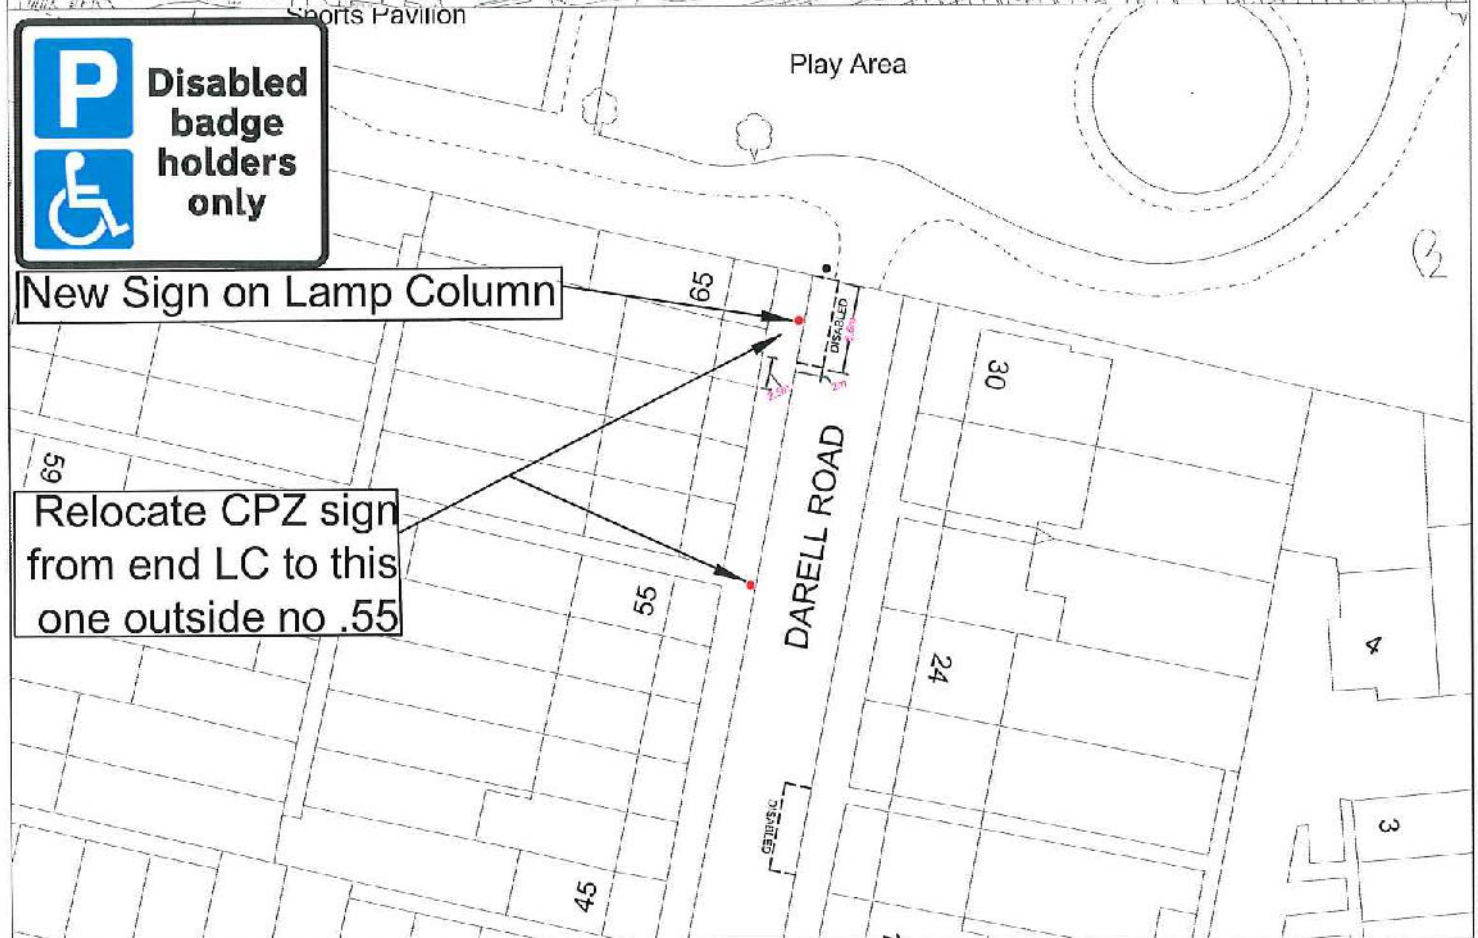 Sports Pavilion
Play Area
P
Disabled
badge
holders
only
New Sign on Lamp Column
65
DISABLED
2m
30
59
Relocate CPZ sign
from end LC to this
one outside no .55
DARELL ROAD
55
24
4
DISABLED
3
45